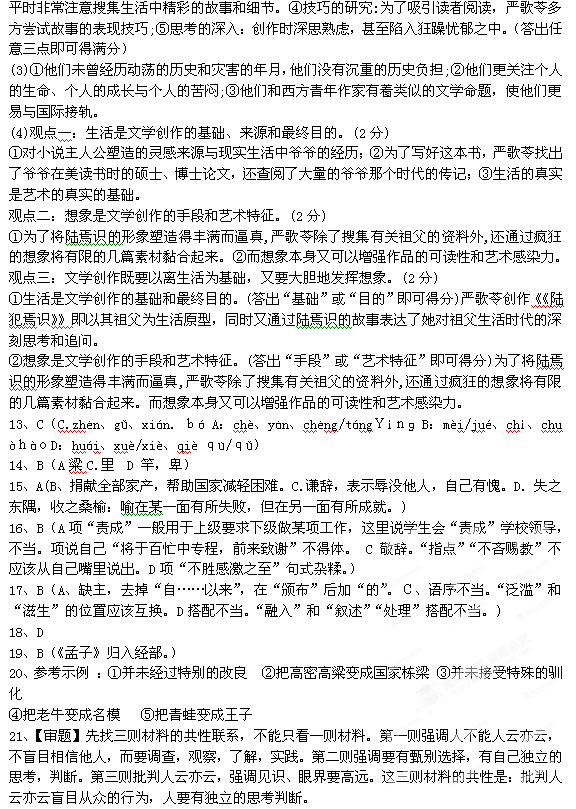 平时非常注意搜集生活中精彩的故事和细节。④技巧的研究:为了吸引读者阅读，严歌苓多
方尝试故事的表现技巧;⑤思考的深入：创作时深思熟虑，甚至陷入狂躁忧郁之中。（答出任
意三点即可得满分）
(3)①他们未曾经历动荡的历史和灾害的年月,他们没有沉重的历史负担;②他们更关注个人
的生命、个人的成长与个人的苦闷;③他们和西方青年作家有着类似的文学命题，使他们更
易与国际接轨。
(4)观点一：生活是文学创作的基础、来源和最终目的。(2 分)
①对小说主人公塑造的灵感来源与现实生活中爷爷的经历；②为了写好这本书，严歌苓找出
了爷爷在美读书时的硕士、博士论文，还查阅了大量的爷爷那个时代的传记；③生活的真实
是艺术的真实的基础。
观点二：想象是文学创作的手段和艺术特征。(2 分)
①为了将陆焉识的形象塑造得丰满而逼真,严歌苓除了搜集有关祖父的资料外,还通过疯狂
的想象将有限的几篇素材黏合起来。②而想象本身又可以增强作品的可读性和艺术感染力。
观点三：文学创作既要以离生活为基础，又要大胆地发挥想象。(2 分)
①生活是文学创作的基础和最终目的。(答出“基础”或“目的”即可得分)严歌苓创作《《陆
犯焉识》》即以其祖父为生活原型，同时又通过陆焉识的故事表达了她对祖父生活时代的深
刻思考和追问。
②想象是文学创作的手段和艺术特征。(答出“手段”或“艺术特征”即可得分)为了将陆焉
识的形象塑造得丰满而逼真,严歌苓除了搜集有关祖父的资料外,还通过疯狂的想象将有限
的几篇素材黏合起来。而想象本身又可以增强作品的可读性和艺术感染力。
13、C（C.zhēn、gǔ、xián. bó A：chè、yàn、chēng/táng Yīng B：mèi/jué、chì、chu
ò hào D：huái、xuè/xiè、qiè qu/qǔ）
14、B（A 粱 C.里 D 竿，卑）
15、A(B、捐献全部家产，帮助国家减轻困难。C.谦辞，表示辱没他人，自己有愧。D．失之
东隅，收之桑榆：喻在某一面有所失败，但在另一面有所成就。)
16、B（A 项“责成”一般用于上级要求下级做某项工作，这里说学生会“责成”学校领导，
不当。项说自己“将于百忙中专程，前来致谢”不得体。 C 敬辞。“指点”“不吝赐教”不
应该从自己嘴里说出。D 项“不胜感激之至”句式杂糅。）
17、B（A、缺主，去掉“自……以来”，在“颁布”后加“的”。 C、语序不当。“泛滥”和
“滋生”的位置应该互换。D 搭配不当。“融入”和“叙述”“处理”搭配不当。）
18、D
19、B（《孟子》归入经部。）
20、参考示例 ：①并未经过特别的改良 ②把高密高梁变成国家栋梁 ③并未接受特殊的驯
化
④把老牛变成名模 ⑤把青蛙变成王子
21、【审题】先找三则材料的共性联系，不能只看一则材料。第一则强调人不能人云亦云，
不盲目相信他人，而要调查，观察，了解，实践。第二则强调要有甄别选择，有自己独立的
思考，判断。第三则批判人云亦云，强调见识、眼界要高远。这三则材料的共性是：批判人
云亦云盲目从众的行为，人要有独立的思考判断。